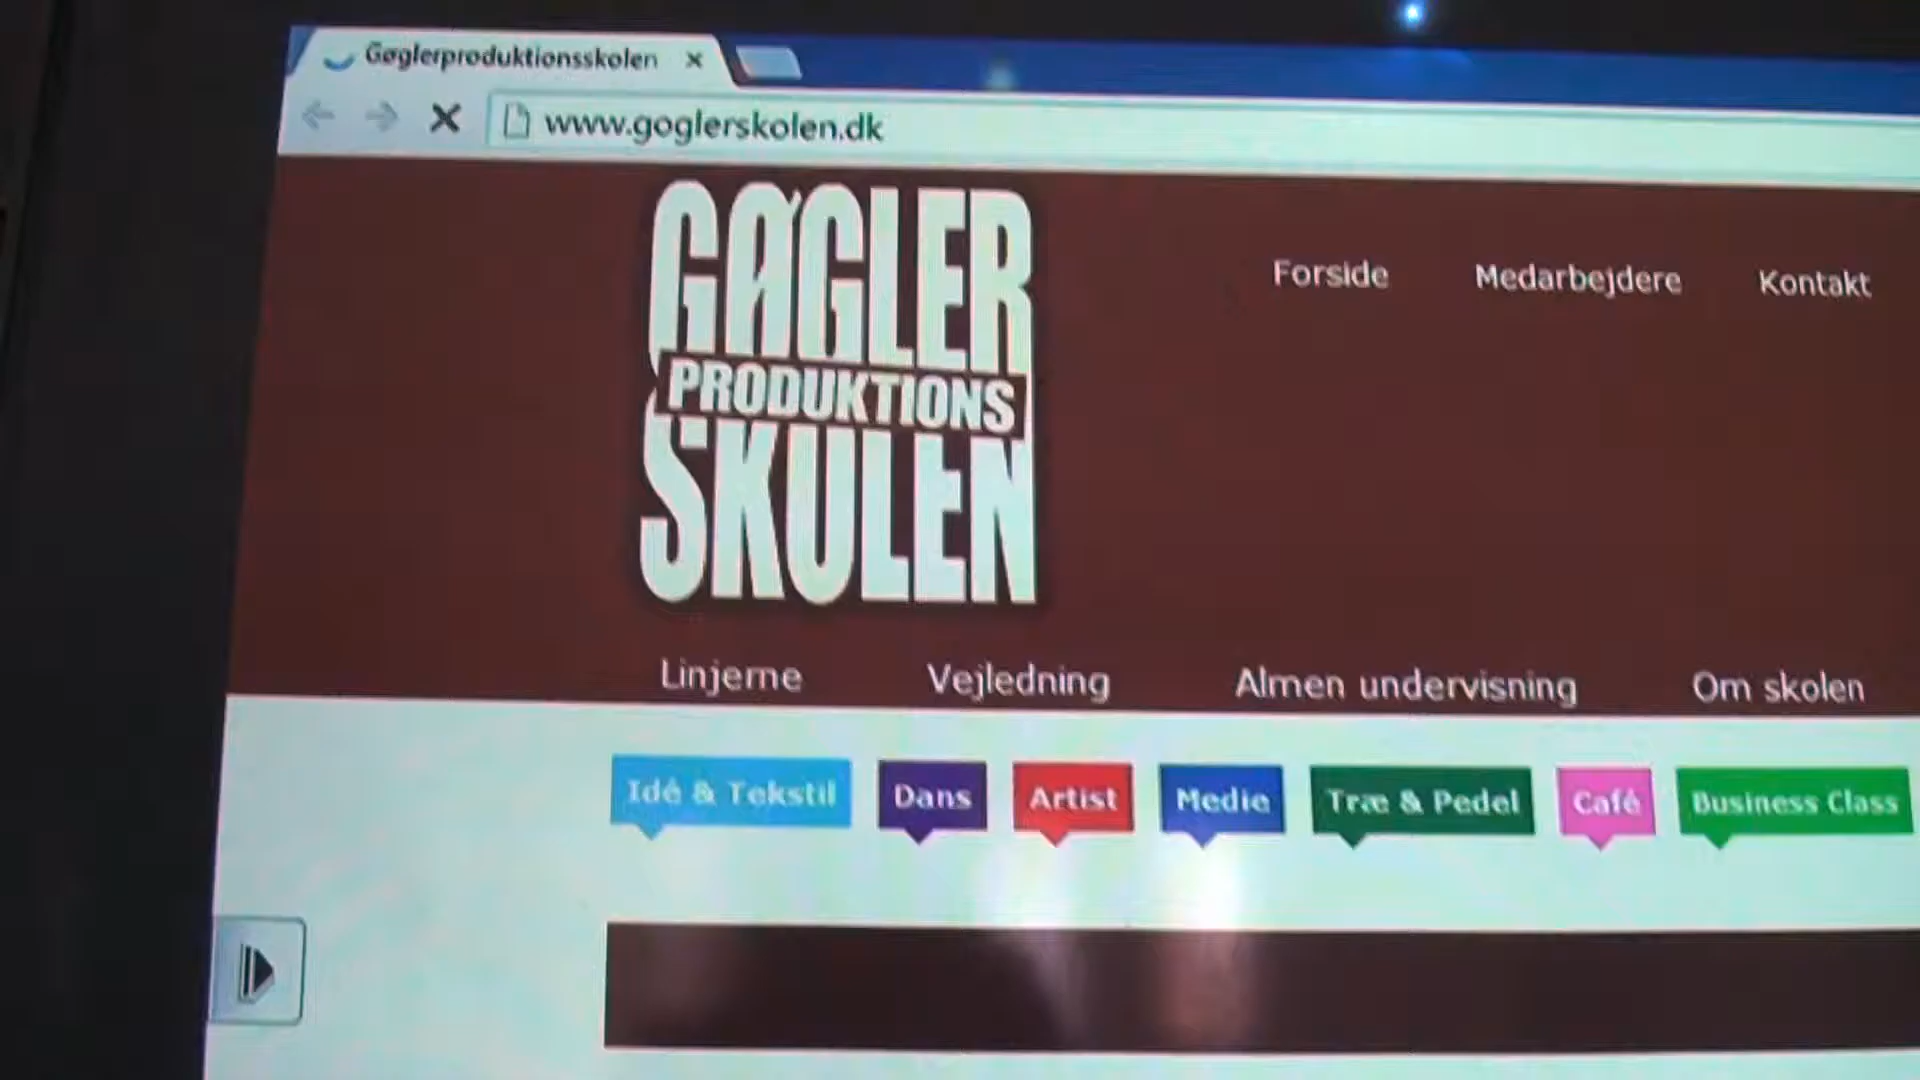 Gøglerproduktionsskolen
www.goglerskolen.dk
GØGLER
PRODUKTIONS
SKOLEN
Forside Medarbejdere Kontakt
Linjerne Vejledning Almen undervisning Om skolen
Idé & Tekstil Dans Artist Medie Træ & Pedel Café Business Class